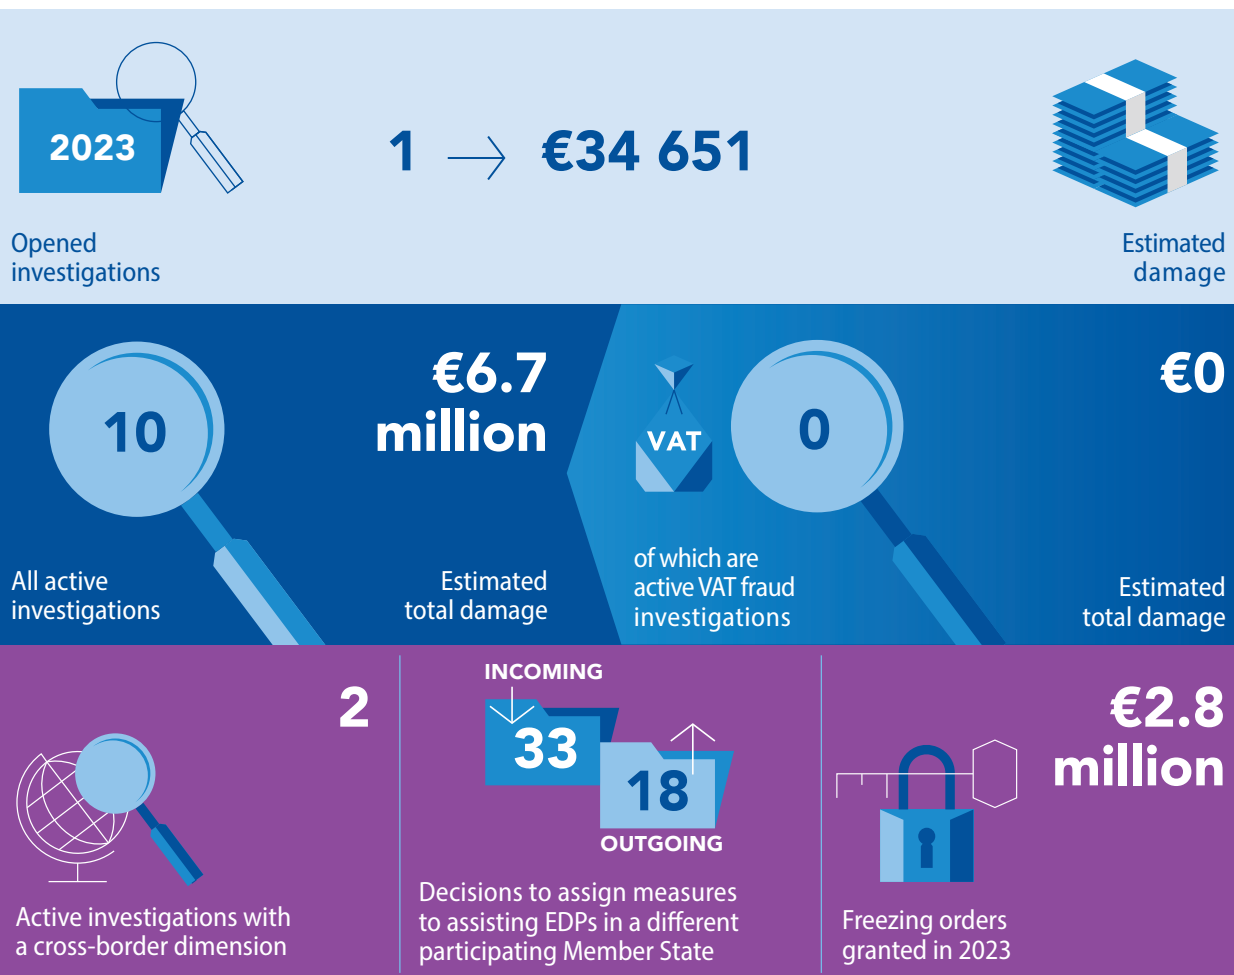 2023
1 → €34 651
Opened
investigations
Estimated
damage
10
€6.7
million
All active
investigations
Estimated
total damage
VAT
0
€0
of which are
active VAT fraud
investigations
Estimated
total damage
2
Active investigations with
a cross-border dimension
INCOMING
33
18
OUTGOING
Decisions to assign measures
to assisting EDPs in a different
participating Member State
€2.8
million
Freezing orders
granted in 2023